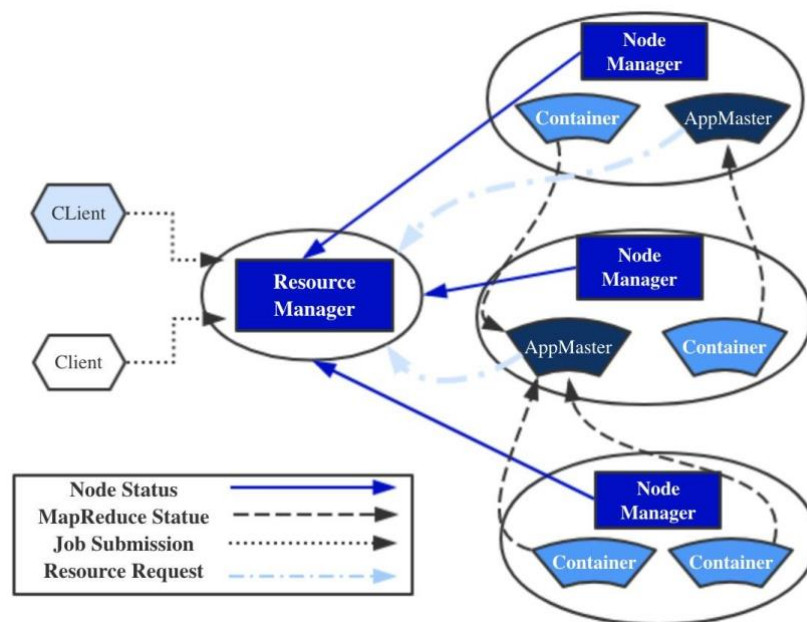 Node
Manager
Container
AppMaster
CLient
Resource
Manager
Node
Manager
Client
AppMaster
Container
Node Status
MapReduce Statue
Job Submission
Resource Request
Node
Manager
Container
Container